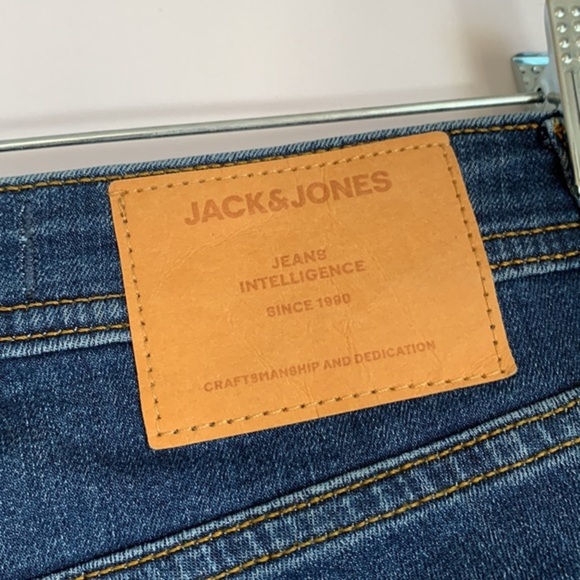 JACK&JONES
JEANS
INTELLIGENCE
SINCE 1990
CRAFTSMANSHIP AND DEDICATION